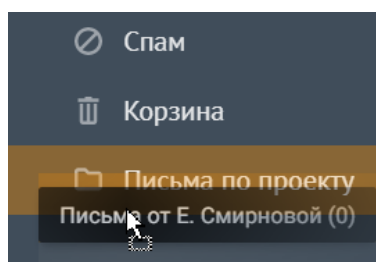 Спам
Корзина
Письма по проекту
Письма от Е. Смирновой (0)